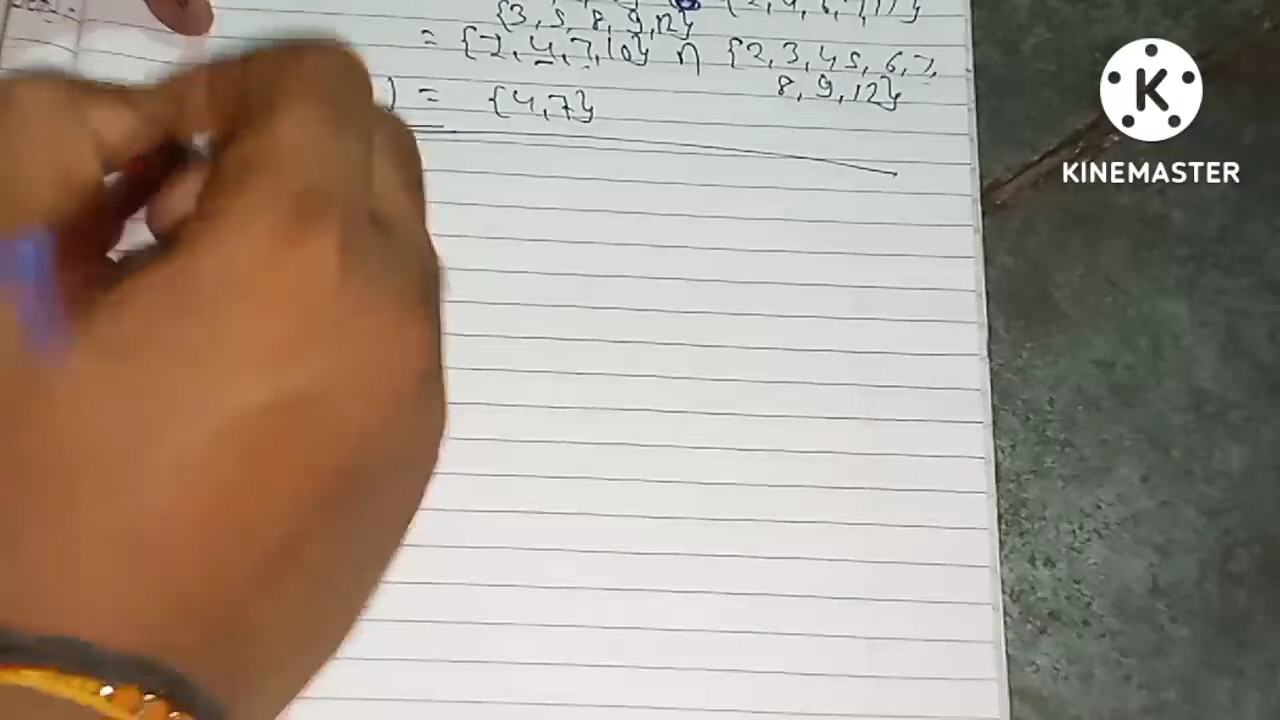 {3, 5, 8, 9, 12}
= {2, 4, 7, 10} ∩ {2, 3, 4, 5, 6, 7,
8, 9, 12}
) = {4, 7}
K
KINEMASTER